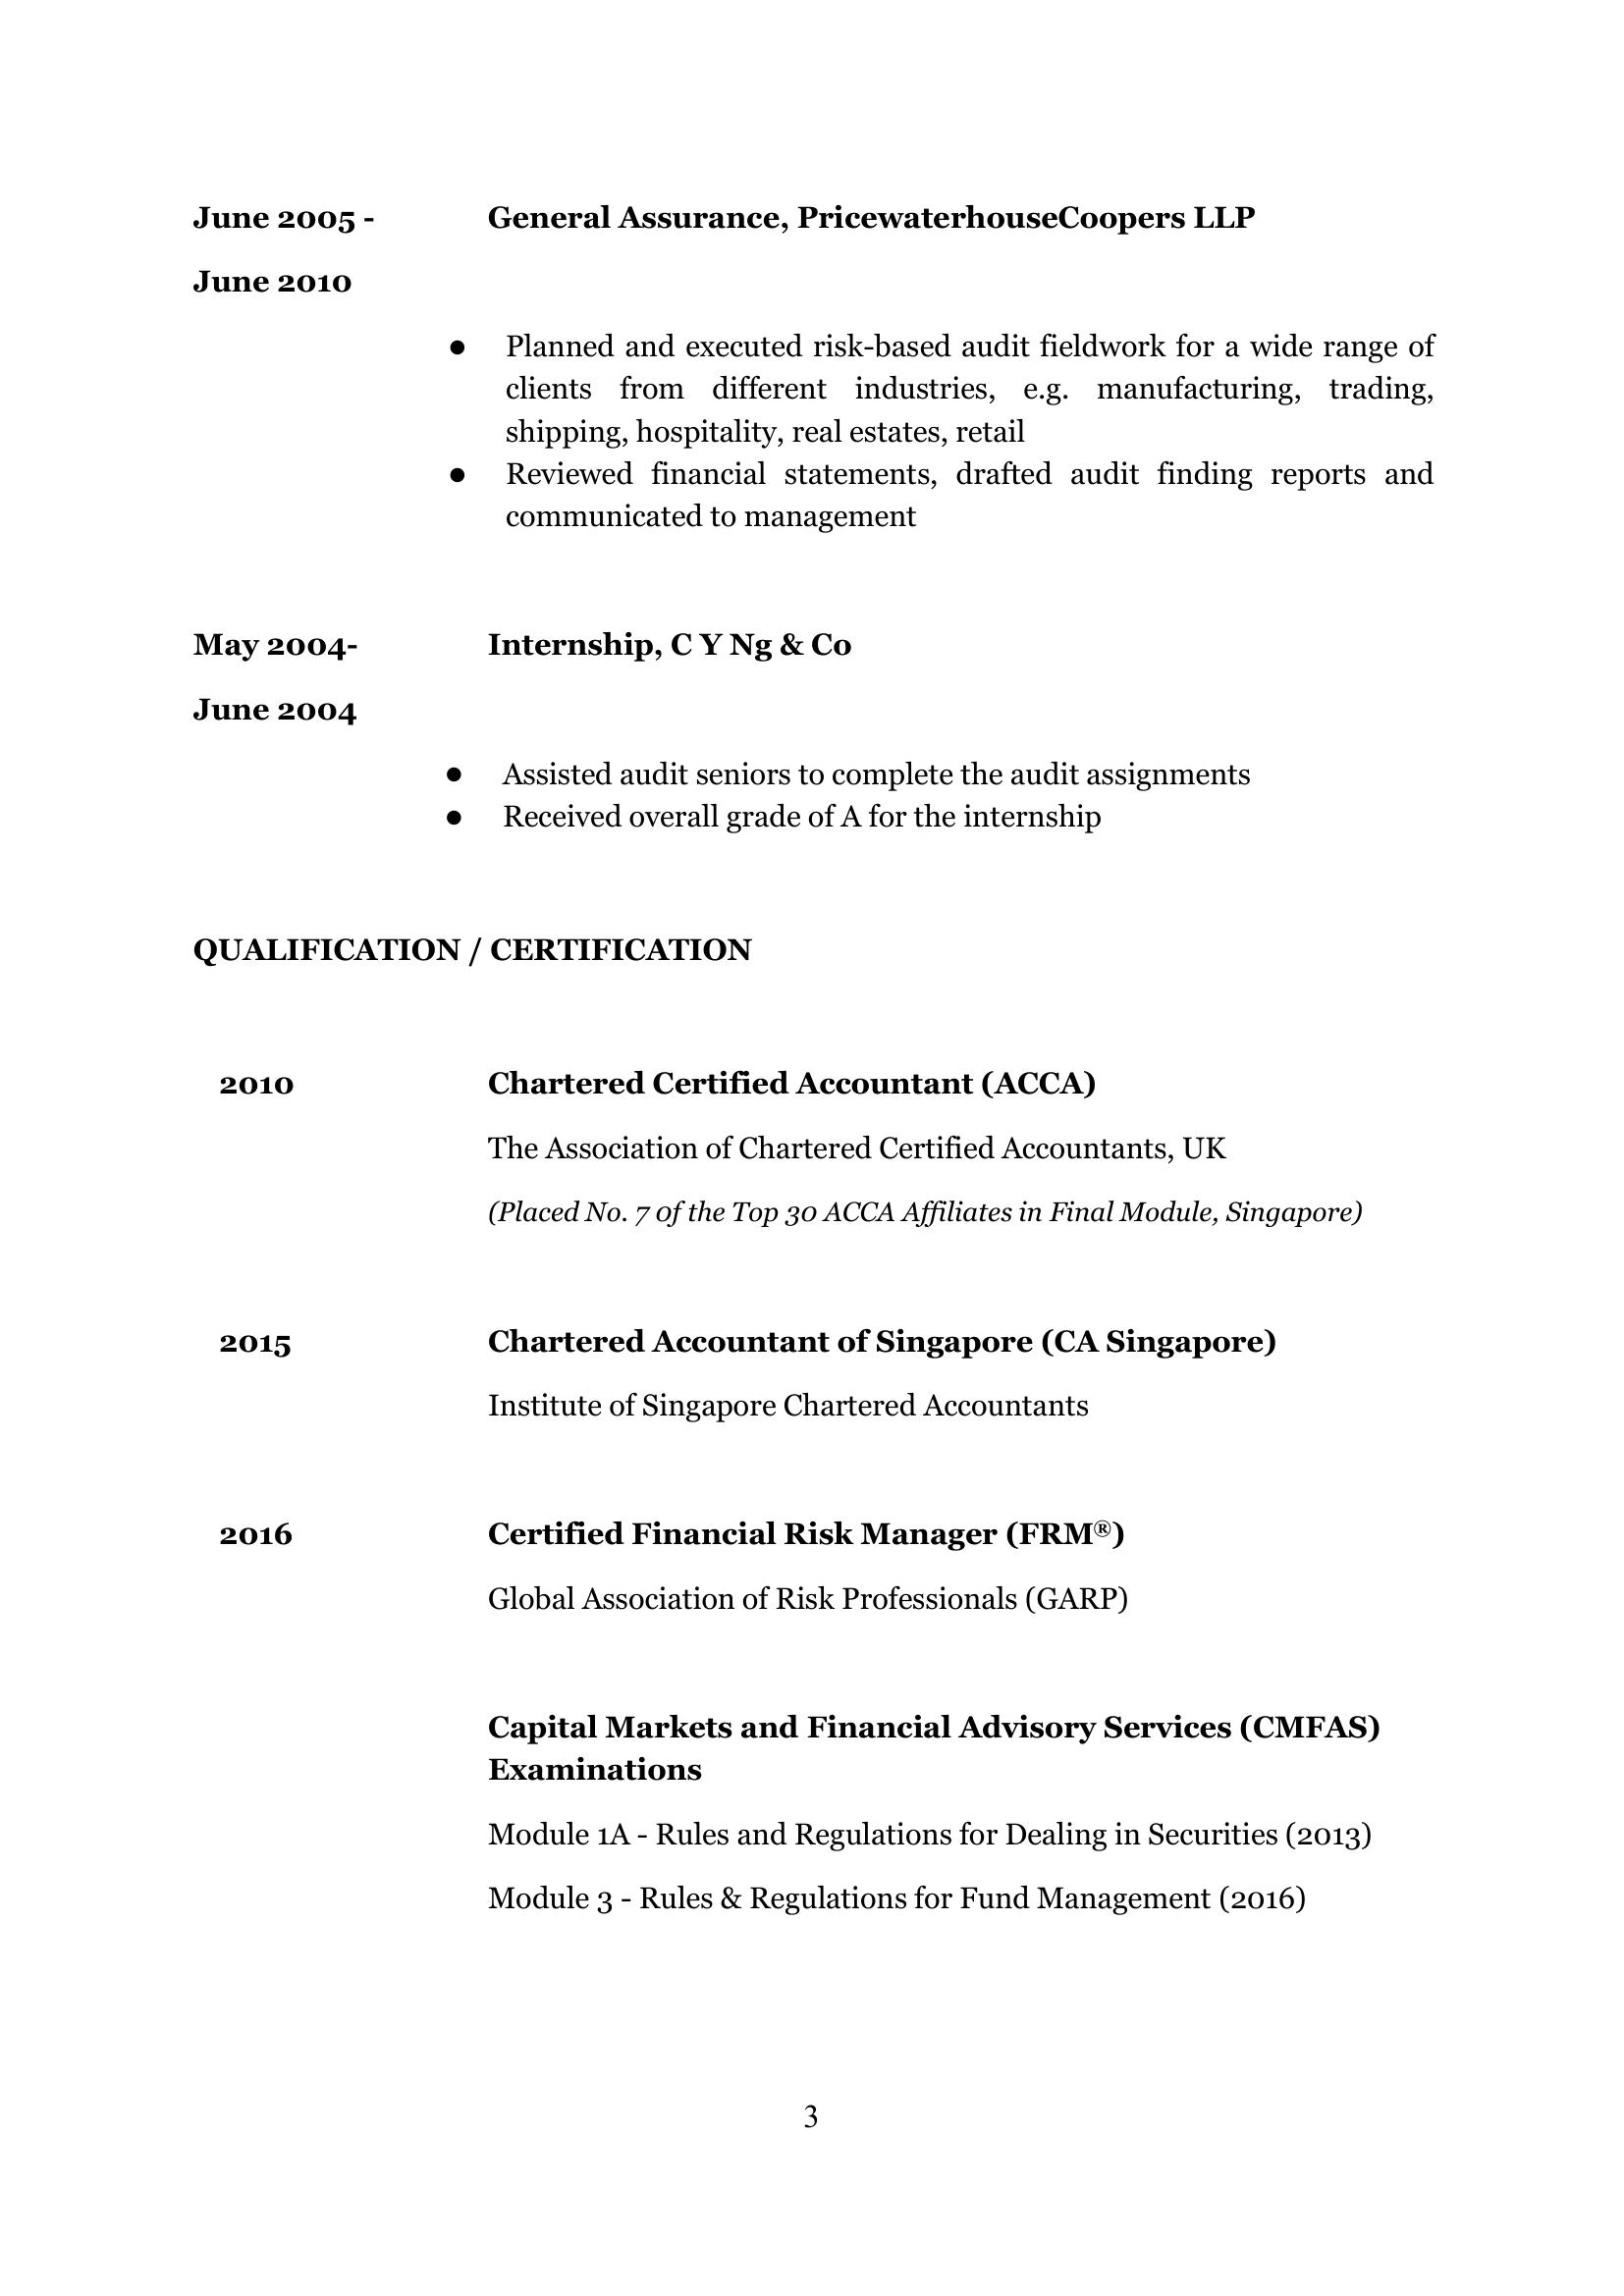 June 2005 - General Assurance, PricewaterhouseCoopers LLP
June 2010
● Planned and executed risk-based audit fieldwork for a wide range of
clients from different industries, e.g. manufacturing, trading,
shipping, hospitality, real estates, retail
● Reviewed financial statements, drafted audit finding reports and
communicated to management
May 2004- Internship, C Y Ng & Co
June 2004
● Assisted audit seniors to complete the audit assignments
● Received overall grade of A for the internship
QUALIFICATION / CERTIFICATION
2010 Chartered Certified Accountant (ACCA)
The Association of Chartered Certified Accountants, UK
(Placed No. 7 0f the Top 30 ACCA Affiliates in Final Module, Singapore)
2015 Chartered Accountant of Singapore (CA Singapore)
Institute of Singapore Chartered Accountants
2016 Certified Financial Risk Manager (FRM®)
Global Association of Risk Professionals (GARP)
Capital Markets and Financial Advisory Services (CMFAS)
Examinations
Module 1A - Rules and Regulations for Dealing in Securities (2013)
Module 3 - Rules & Regulations for Fund Management (2016)
3